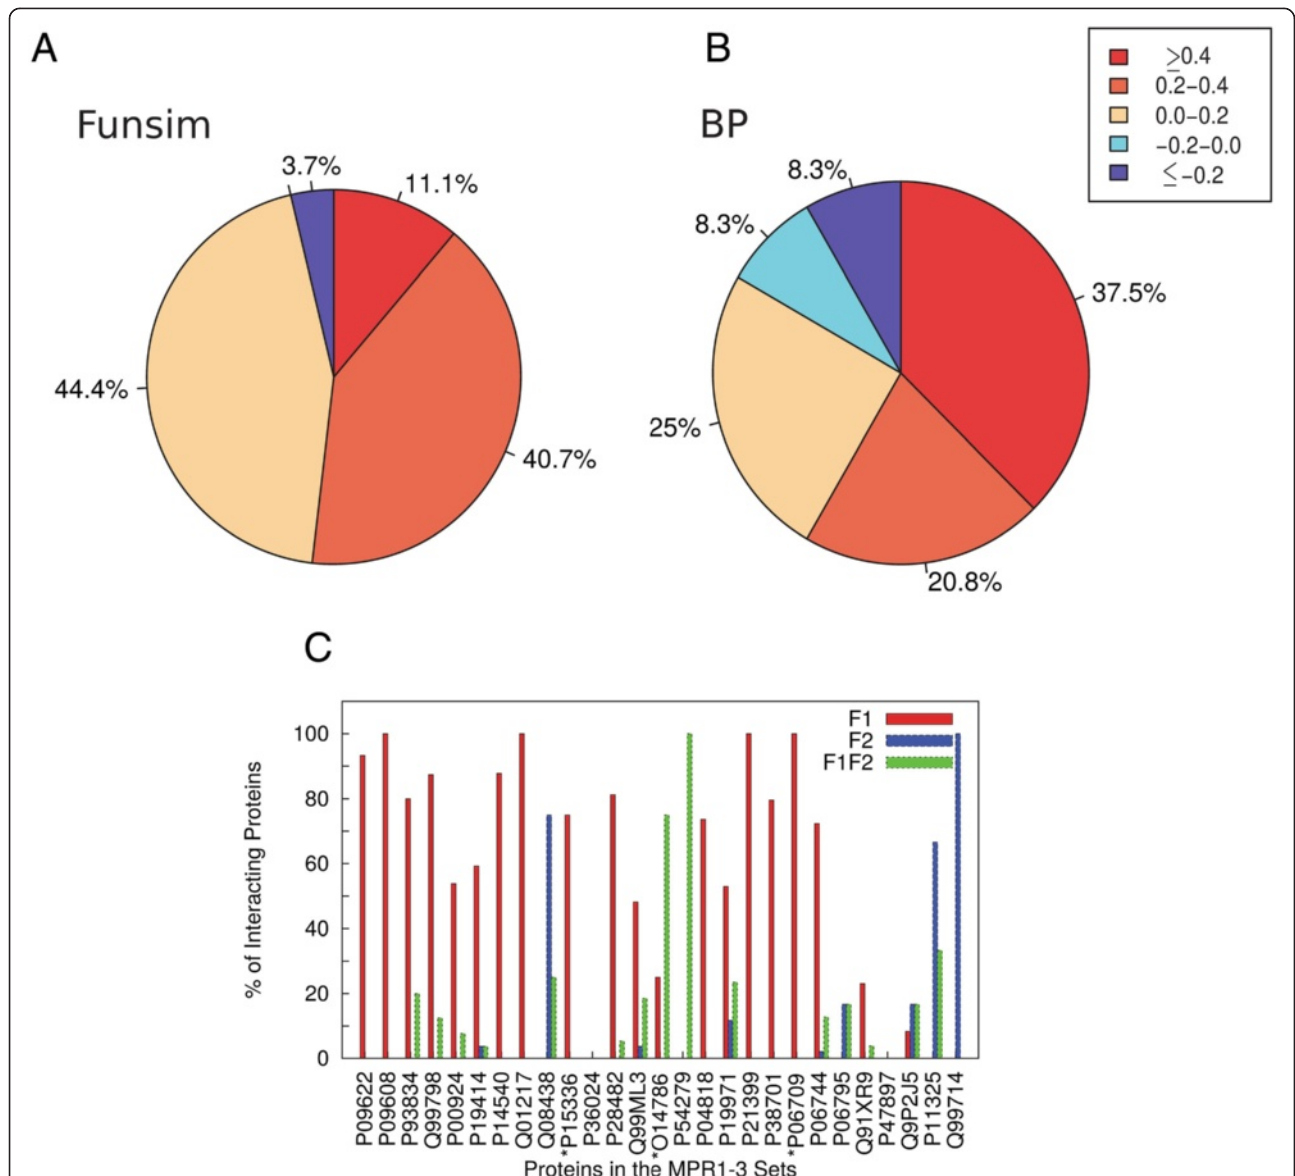 A
Funsim
3.7%
11.1%
44.4%
40.7%
B
BP
8.3%
8.3%
37.5%
25%
20.8%
≥0.4
0.2–0.4
0.0–0.2
–0.2–0.0
≤–0.2
C
F1
F2
F1F2
% of Interacting Proteins
100
80
60
40
20
0
P09622
P09608
P93834
Q99798
P00924
P19414
P14540
Q01217
Q08438
*P15336
P36024
P28482
Q99ML3
*O14786
P54279
P04818
P19971
P21399
P38701
*P06709
P06744
P06795
Q91XR9
P47897
Q9P2J5
P11325
Q99714
Proteins in the MPR1-3 Sets